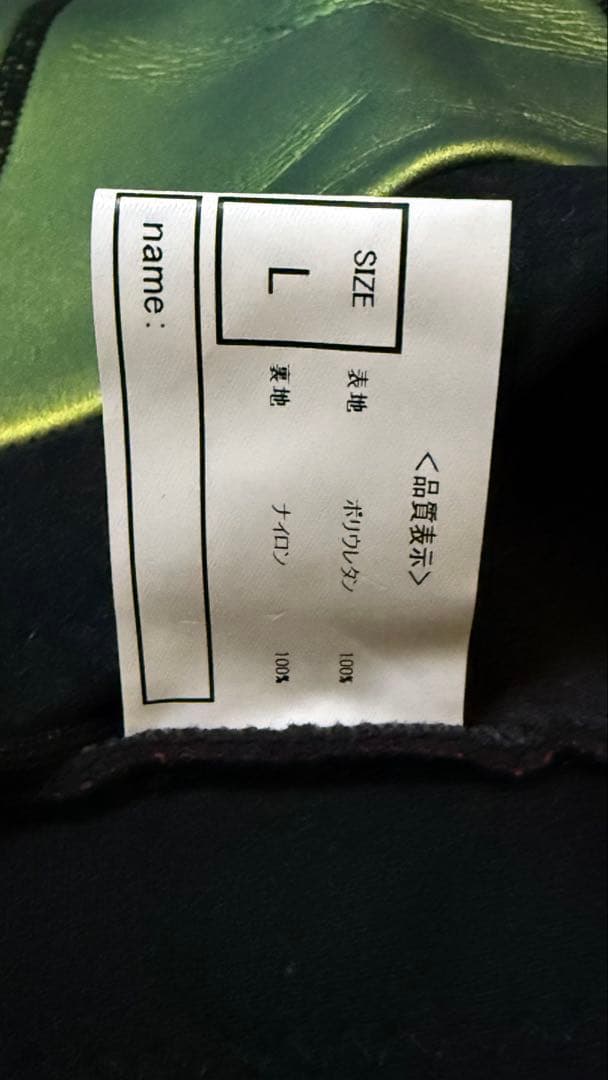 <品質表示>
SIZE
L
表地 ポリウレタン 100%
裏地 ナイロン 100%
name: